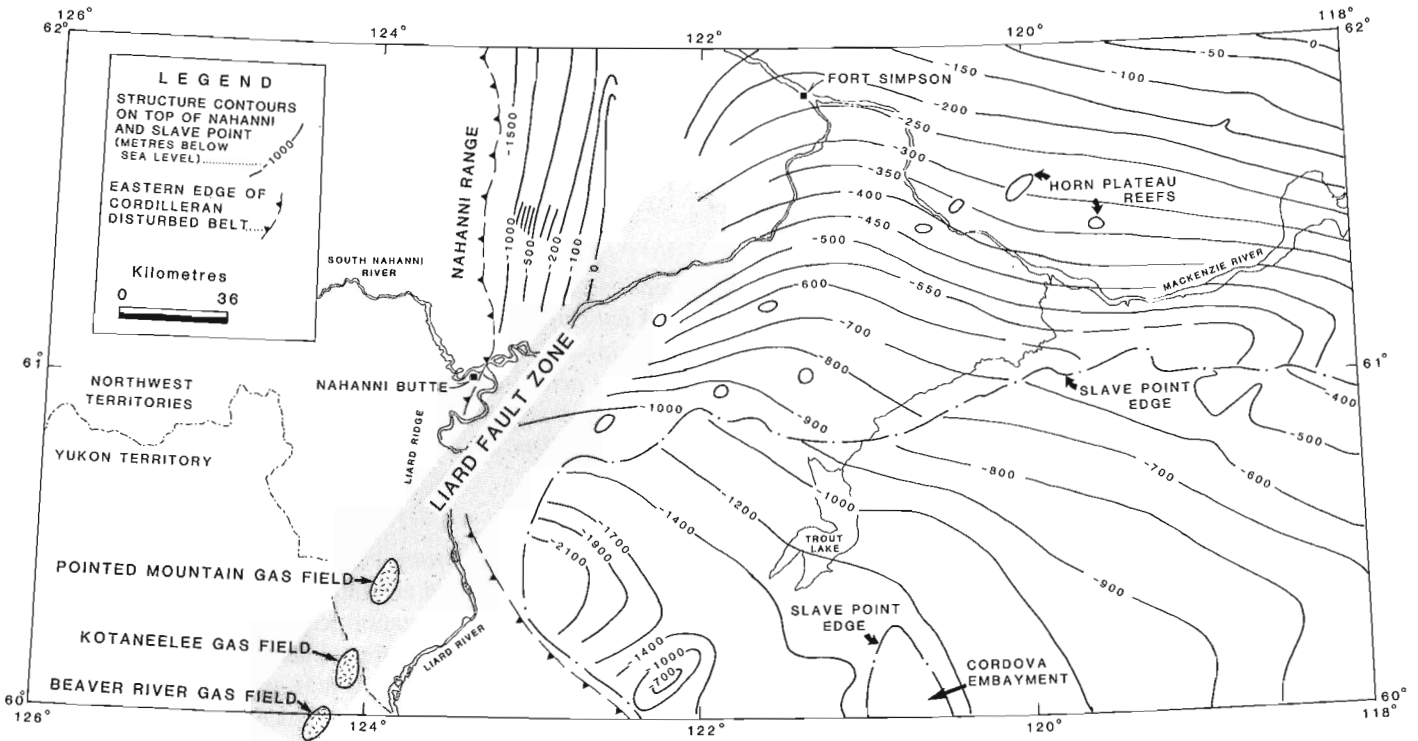 126°
62°
124°
122°
120°
118°
62°
LEGEND
STRUCTURE CONTOURS
ON TOP OF NAHANNI
AND SLAVE POINT
(METRES BELOW
SEA LEVEL)
-1000
EASTERN EDGE OF
CORDILLERAN
DISTURBED BELT
Kilometres
0 36
NAHANNI RANGE
-1500
-1000
-500
-200
-100
0
FORT SIMPSON
0
-50
-100
-150
-200
-250
-300
-350
-400
-450
-500
-550
600
-700
-800
-900
-1000
HORN PLATEAU
REEFS
MACKENZIE RIVER
SOUTH NAHANNI
RIVER
61°
61°
NAHANNI BUTTE
NORTHWEST
TERRITORIES
YUKON TERRITORY
LIARD RIDGE
LIARD FAULT ZONE
SLAVE POINT
EDGE
400
-500
-600
-700
-800
-900
-1000
-1200
-1400
-1700
-1900
-2100
TROUT
LAKE
POINTED MOUNTAIN GAS FIELD
KOTANEELEE GAS FIELD
BEAVER RIVER GAS FIELD
LIARD RIVER
-1400
-1000
-700
SLAVE POINT
EDGE
CORDOVA
EMBAYMENT
60°
126°
124°
122°
120°
60°
118°